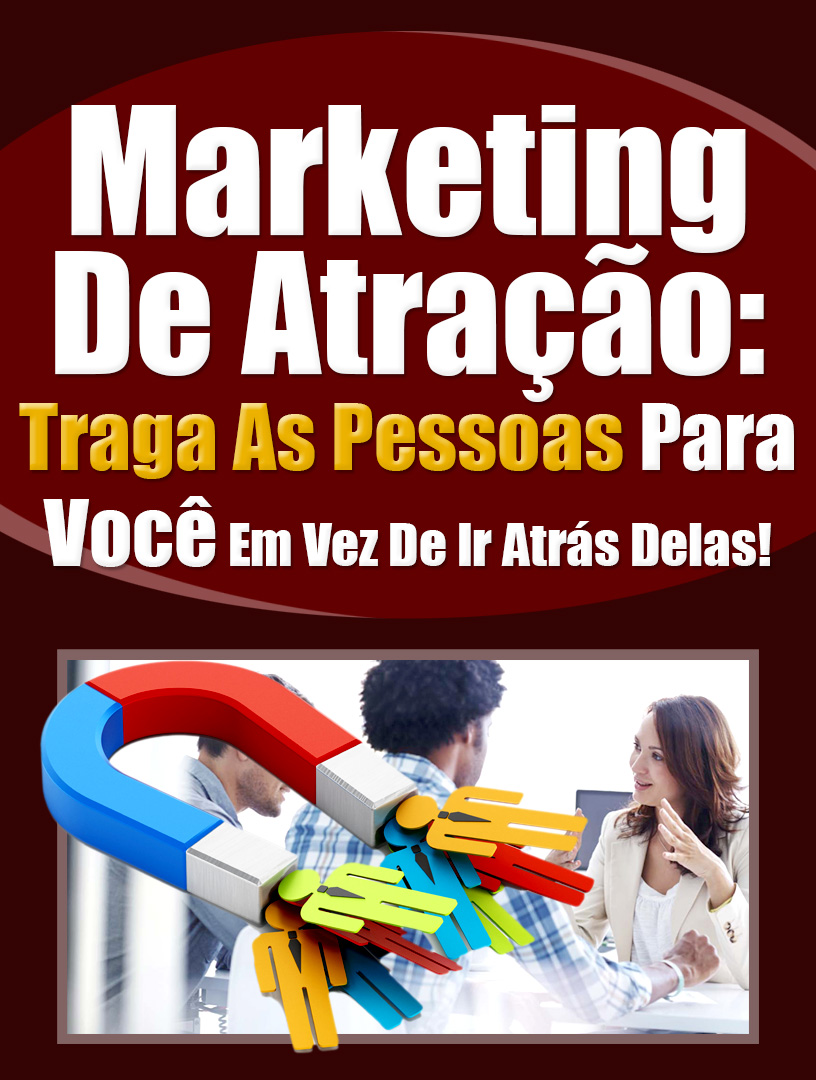 Marketing
De Atração:
Traga As Pessoas Para
Você Em Vez De Ir Atrás Delas!